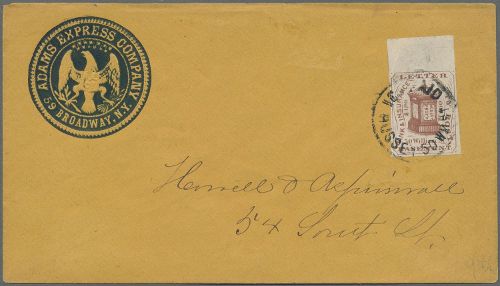 ADAMS EXPRESS COMPANY
59 BROADWAY, N.Y.
LETTER
Howell & Aspinwall
54 South St.